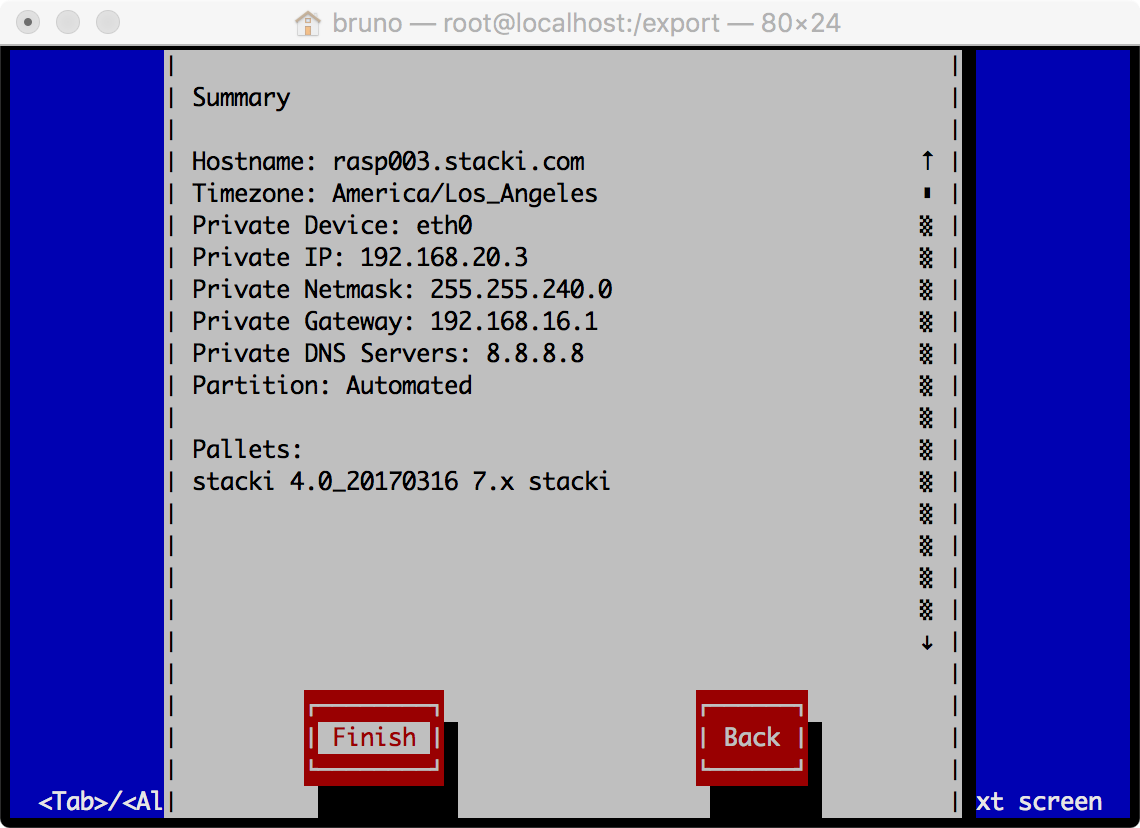 bruno — root@localhost:/export — 80×24
Summary
Hostname: rasp003.stacki.com
Timezone: America/Los_Angeles
Private Device: eth0
Private IP: 192.168.20.3
Private Netmask: 255.255.240.0
Private Gateway: 192.168.16.1
Private DNS Servers: 8.8.8.8
Partition: Automated
Pallets:
stacki 4.0_20170316 7.x stacki
Finish Back
<Tab>/<Al xt screen